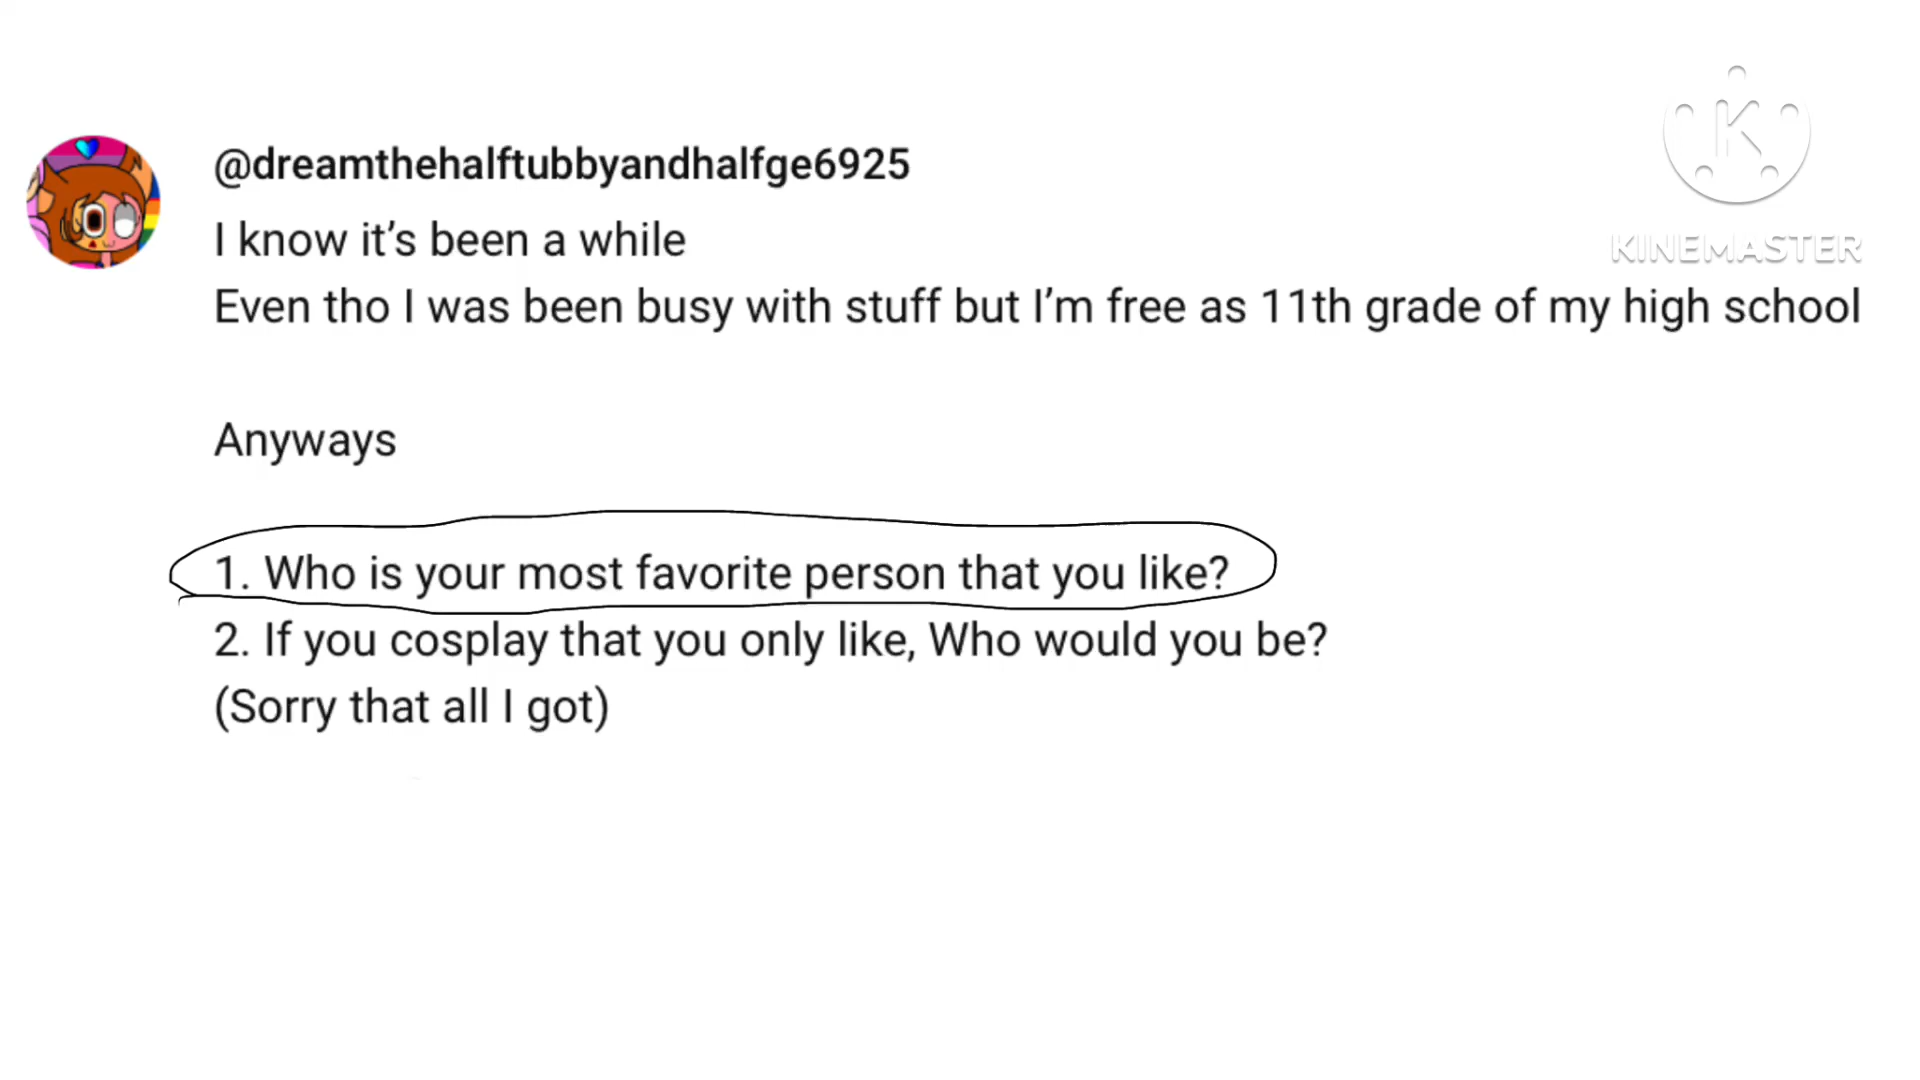 @dreamthehalftubbyandhalfge6925
I know it’s been a while
Even tho I was been busy with stuff but I’m free as 11th grade of my high school
Anyways
1. Who is your most favorite person that you like?
2. If you cosplay that you only like, Who would you be?
(Sorry that all I got)
K
KINEMASTER